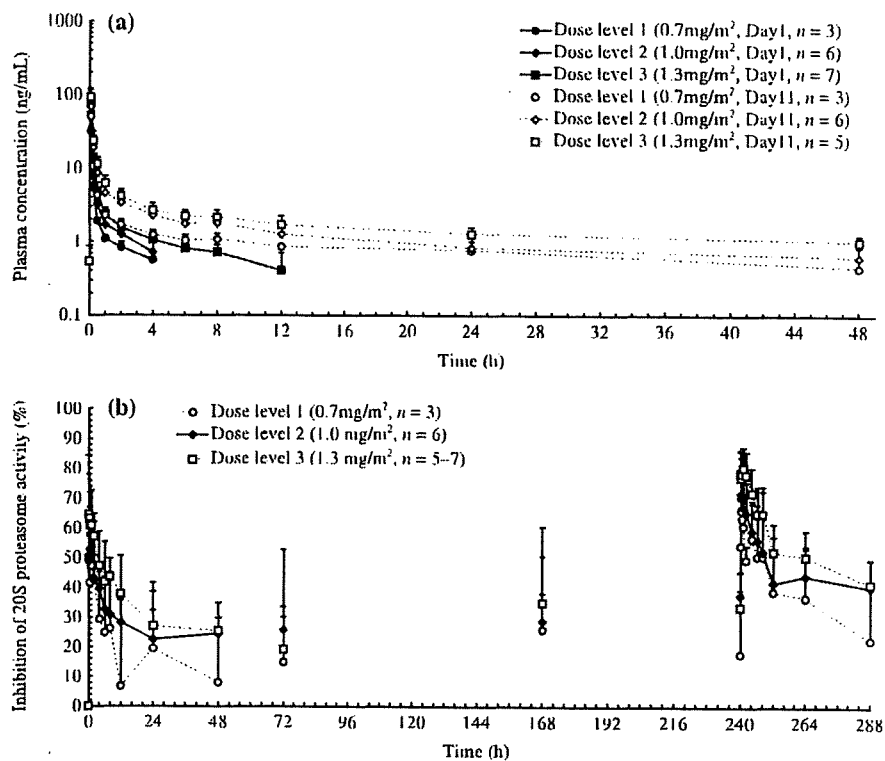 (a)
Plasma concentration (ng/mL)
1000
100
10
1
0.1
Dose level 1 (0.7mg/m², Day1, n = 3)
Dose level 2 (1.0mg/m², Day1, n = 6)
Dose level 3 (1.3mg/m², Day1, n = 7)
Dose level 1 (0.7mg/m², Day11, n = 3)
Dose level 2 (1.0mg/m², Day11, n = 6)
Dose level 3 (1.3mg/m², Day11, n = 5)
0 4 8 12 16 20 24 28 32 36 40 44 48
Time (h)
(b)
Inhibition of 20S proteasome activity (%)
100
90
80
70
60
50
40
30
20
10
0
Dose level 1 (0.7mg/m², n = 3)
Dose level 2 (1.0 mg/m², n = 6)
Dose level 3 (1.3 mg/m², n = 5–7)
0 24 48 72 96 120 144 168 192 216 240 264 288
Time (h)